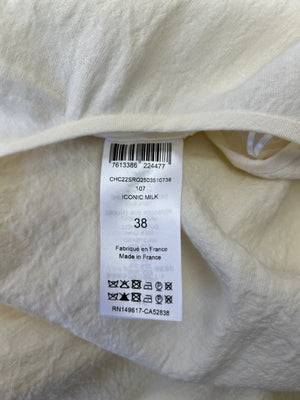 7613386 224477
CHC22SRO2503510738
107
ICONIC MILK
38
Fabriqué en France
Made in France
RN149617-CA52838